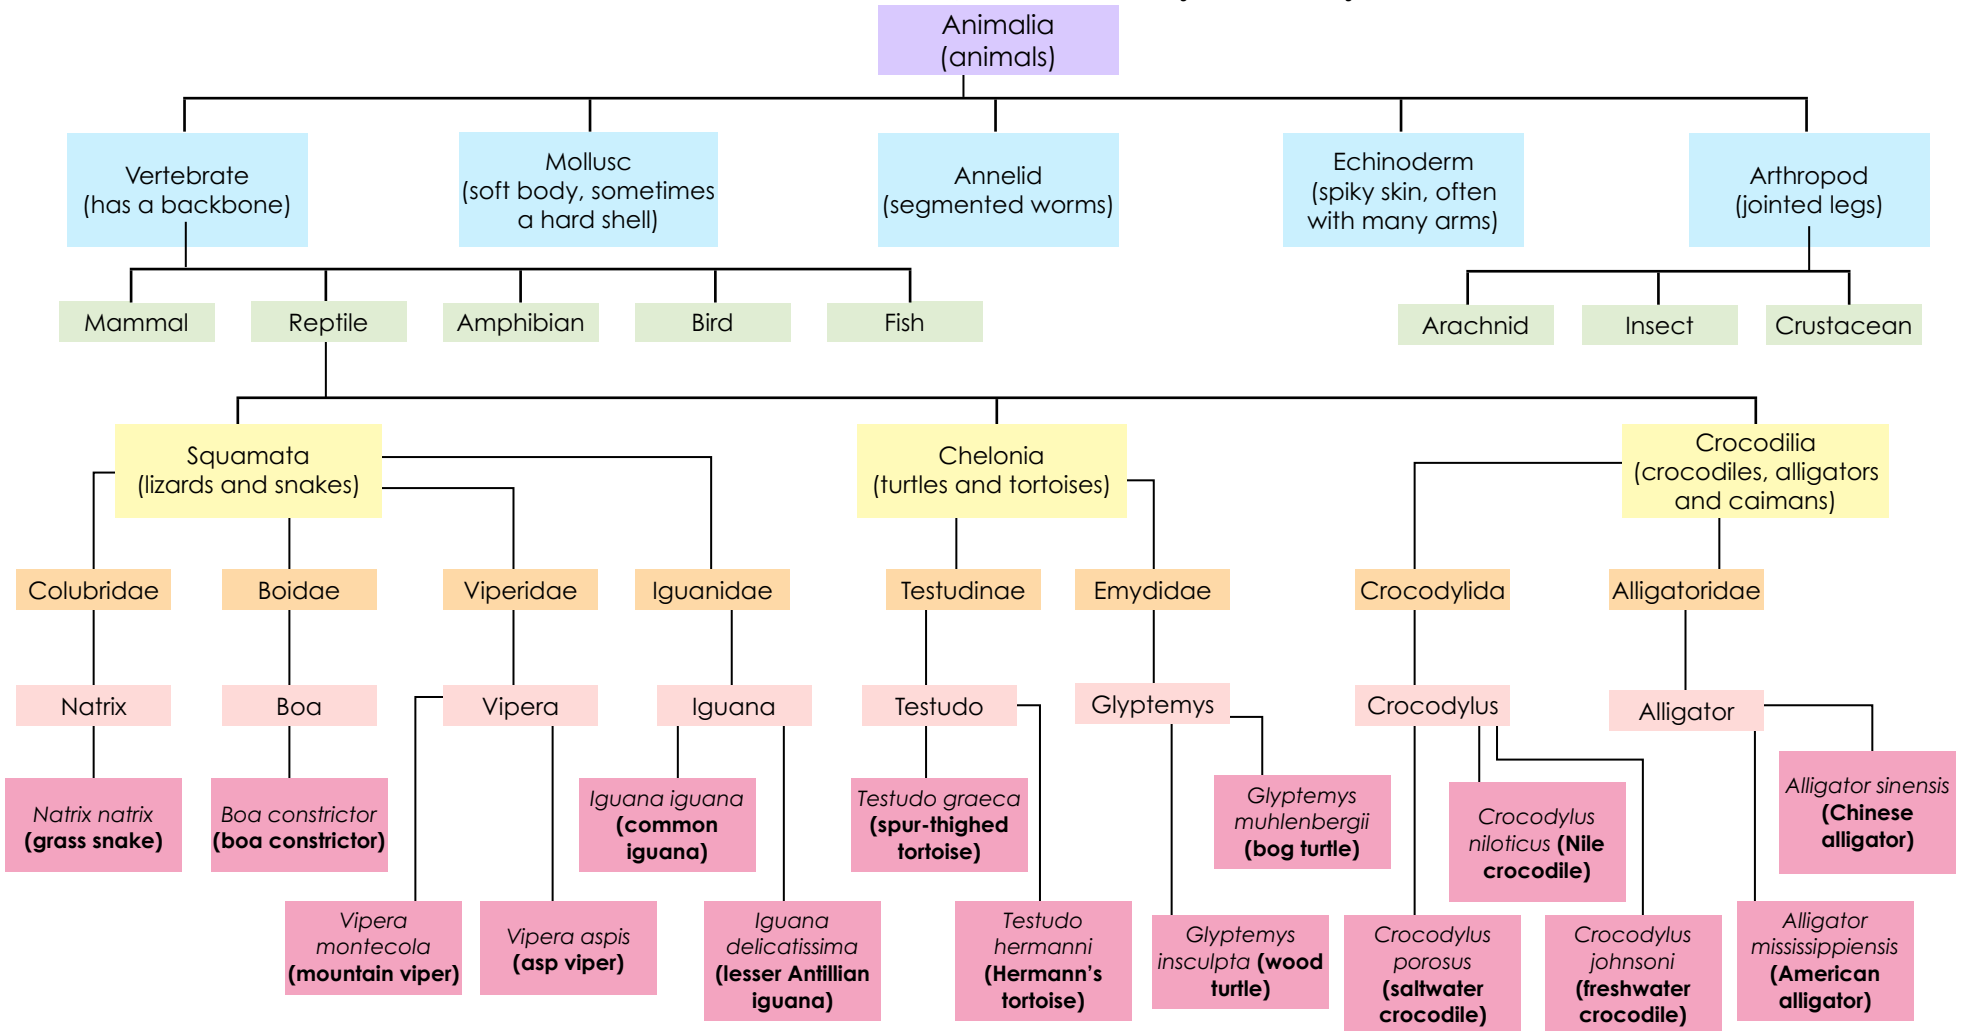 Animalia
(animals)
Vertebrate
(has a backbone)
Mollusc
(soft body, sometimes
a hard shell)
Annelid
(segmented worms)
Echinoderm
(spiky skin, often
with many arms)
Arthropod
(jointed legs)
Mammal
Reptile
Amphibian
Bird
Fish
Arachnid
Insect
Crustacean
Squamata
(lizards and snakes)
Chelonia
(turtles and tortoises)
Crocodilia
(crocodiles, alligators
and caimans)
Colubridae
Boidae
Viperidae
Iguanidae
Testudinae
Emydidae
Crocodylida
Alligatoridae
Natrix
Boa
Vipera
Iguana
Testudo
Glyptemys
Crocodylus
Alligator
Natrix natrix
(grass snake)
Boa constrictor
(boa constrictor)
Iguana iguana
(common
iguana)
Testudo graeca
(spur-thighed
tortoise)
Glyptemys
muhlenbergii
(bog turtle)
Crocodylus
niloticus (Nile
crocodile)
Alligator sinensis
(Chinese
alligator)
Vipera
montecola
(mountain viper)
Vipera aspis
(asp viper)
Iguana
delicatissima
(lesser Antillian
iguana)
Testudo
hermanni
(Hermann's
tortoise)
Glyptemys
insculpta (wood
turtle)
Crocodylus
porosus
(saltwater
crocodile)
Crocodylus
johnsoni
(freshwater
crocodile)
Alligator
mississippiensis
(American
alligator)